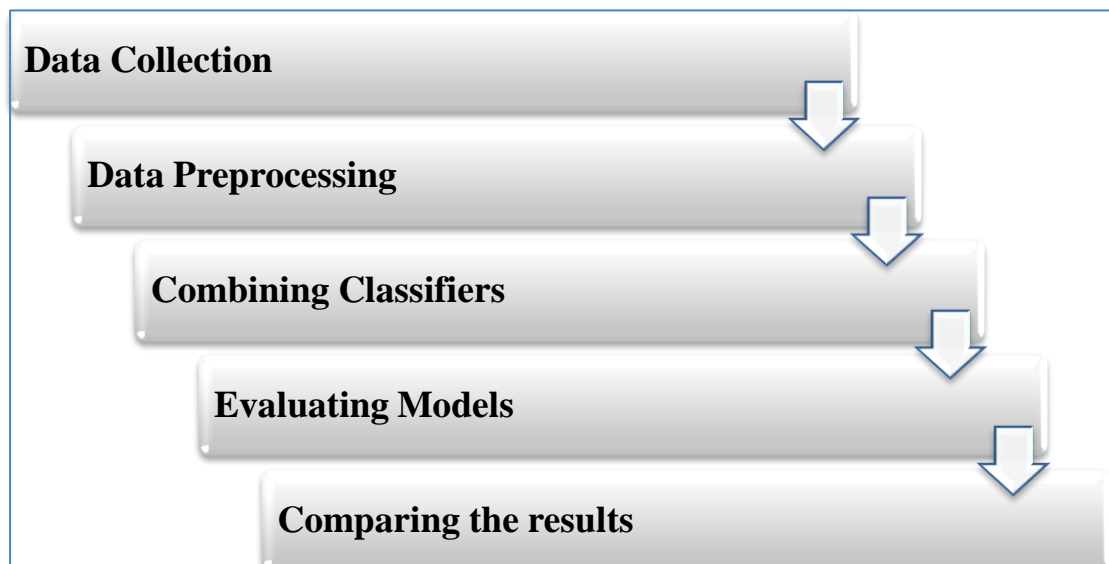 Data Collection
Data Preprocessing
Combining Classifiers
Evaluating Models
Comparing the results